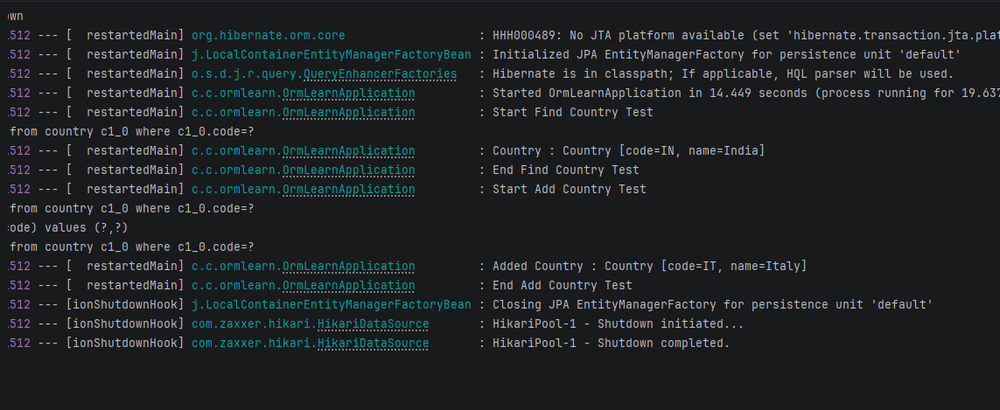 own
.512 --- [  restartedMain] org.hibernate.orm.core                   : HHH000489: No JTA platform available (set 'hibernate.transaction.jta.plat
.512 --- [  restartedMain] j.LocalContainerEntityManagerFactoryBean : Initialized JPA EntityManagerFactory for persistence unit 'default'
.512 --- [  restartedMain] o.s.d.j.r.query.QueryEnhancerFactories   : Hibernate is in classpath; If applicable, HQL parser will be used.
.512 --- [  restartedMain] c.c.ormlearn.OrmLearnApplication         : Started OrmLearnApplication in 14.449 seconds (process running for 19.637
.512 --- [  restartedMain] c.c.ormlearn.OrmLearnApplication         : Start Find Country Test
from country c1_0 where c1_0.code=?
.512 --- [  restartedMain] c.c.ormlearn.OrmLearnApplication         : Country : Country [code=IN, name=India]
.512 --- [  restartedMain] c.c.ormlearn.OrmLearnApplication         : End Find Country Test
.512 --- [  restartedMain] c.c.ormlearn.OrmLearnApplication         : Start Add Country Test
from country c1_0 where c1_0.code=?
code) values (?,?)
from country c1_0 where c1_0.code=?
.512 --- [  restartedMain] c.c.ormlearn.OrmLearnApplication         : Added Country : Country [code=IT, name=Italy]
.512 --- [  restartedMain] c.c.ormlearn.OrmLearnApplication         : End Add Country Test
.512 --- [ionShutdownHook] j.LocalContainerEntityManagerFactoryBean : Closing JPA EntityManagerFactory for persistence unit 'default'
.512 --- [ionShutdownHook] com.zaxxer.hikari.HikariDataSource       : HikariPool-1 - Shutdown initiated...
.512 --- [ionShutdownHook] com.zaxxer.hikari.HikariDataSource       : HikariPool-1 - Shutdown completed.